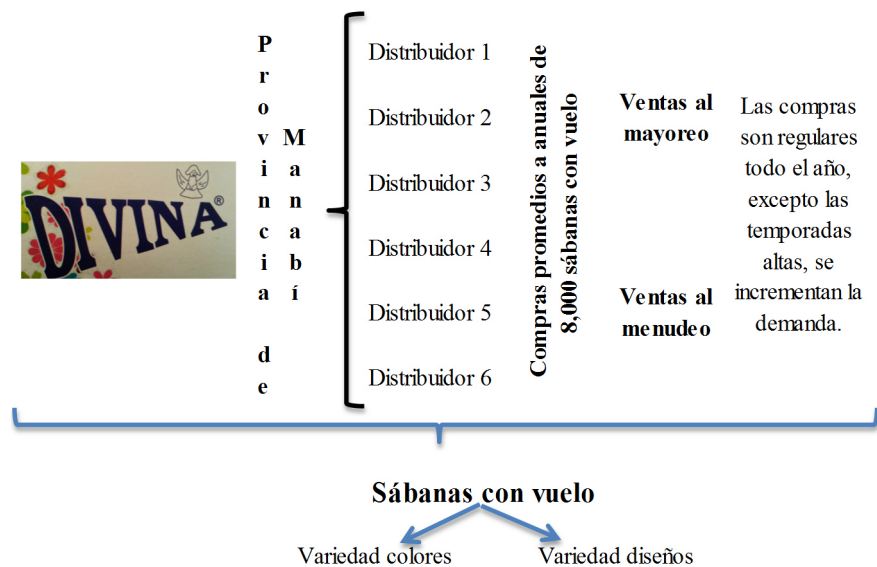 DIVINA®
Provincia de
Manabí
Distribuidor 1
Distribuidor 2
Distribuidor 3
Distribuidor 4
Distribuidor 5
Distribuidor 6
Compras promedios a anuales de
8,000 sábanas con vuelo
Ventas al
mayoreo
Ventas al
menudeo
Las compras
son regulares
todo el año,
excepto las
temporadas
altas, se
incrementan la
demanda.
Sábanas con vuelo
Variedad colores
Variedad diseños